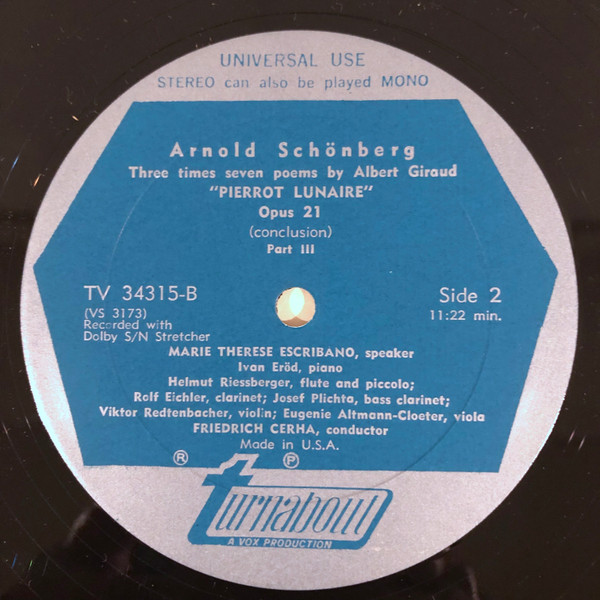 UNIVERSAL USE
STEREO can also be played MONO
Arnold Schönberg
Three times seven poems by Albert Giraud
"PIERROT LUNAIRE"
Opus 21
(conclusion)
Part III
TV 34315-B
Side 2
(VS 3173)
11:22 min.
Recorded with
Dolby S/N Stretcher
MARIE THERESE ESCRIBANO, speaker
Ivan Eröd, piano
Helmut Riessberger, flute and piccolo;
Rolf Eichler, clarinet; Josef Plichta, bass clarinet;
Viktor Redtenbacher, violin; Eugenie Altmann-Cloeter, viola
FRIEDRICH CERHA, conductor
Made in U.S.A.
® ℗
turnabout
A VOX PRODUCTION